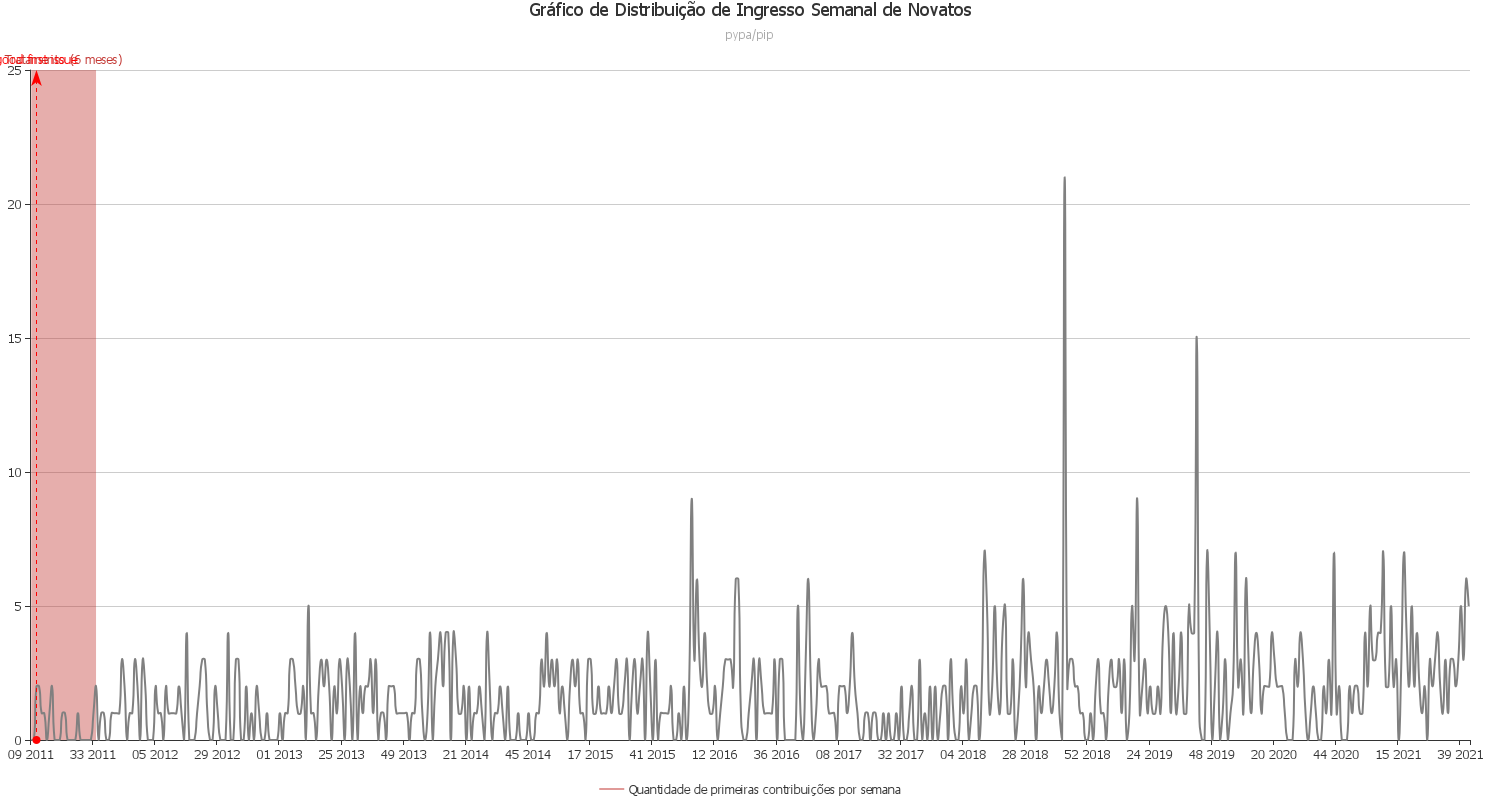 Gráfico de Distribuição de Ingresso Semanal de Novatos
pypa/pip
(6 meses)
25
20
15
10
5
0
09 2011 33 2011 05 2012 29 2012 01 2013 25 2013 49 2013 21 2014 45 2014 17 2015 41 2015 12 2016 36 2016 08 2017 32 2017 04 2018 28 2018 52 2018 24 2019 48 2019 20 2020 44 2020 15 2021 39 2021
Quantidade de primeiras contribuições por semana